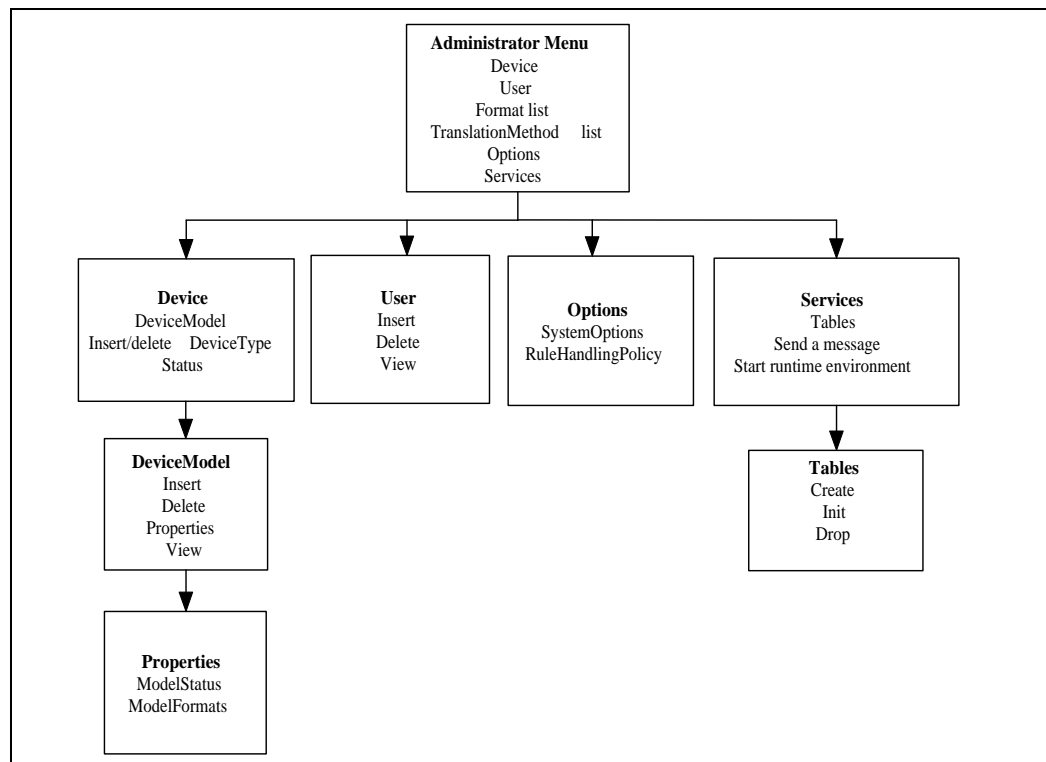 Administrator Menu
Device
User
Format list
TranslationMethod list
Options
Services
Device
DeviceModel
Insert/delete DeviceType
Status
User
Insert
Delete
View
Options
SystemOptions
RuleHandlingPolicy
Services
Tables
Send a message
Start runtime environment
DeviceModel
Insert
Delete
Properties
View
Tables
Create
Init
Drop
Properties
ModelStatus
ModelFormats